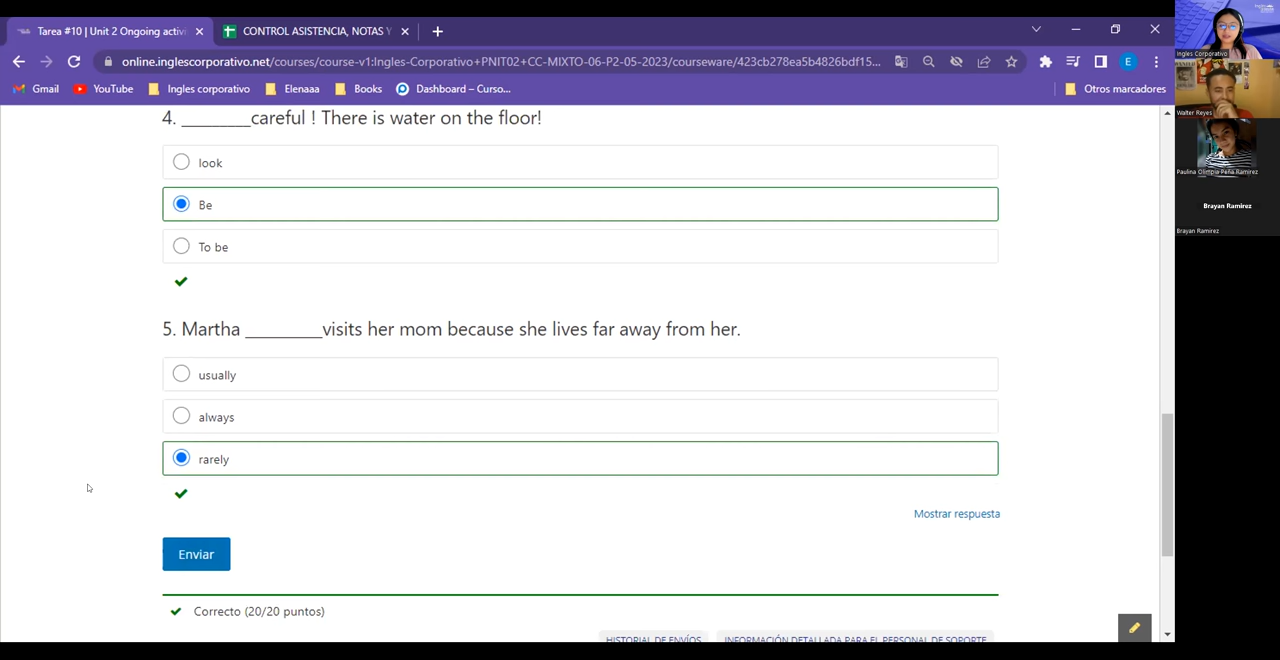 Tarea #10 | Unit 2 Ongoing activi
CONTROL ASISTENCIA, NOTAS Y
online.inglescorporativo.net/courses/course-v1:Ingles-Corporativo+PNIT02+CC-MIXTO-06-P2-05-2023/courseware/423cb278ea5b4826bdf15...
E
Gmail
YouTube
Ingles corporativo
Elenaaa
Books
Dashboard – Curso...
Otros marcadores
4. _________careful ! There is water on the floor!
look
Be
To be
5. Martha _________visits her mom because she lives far away from her.
usually
always
rarely
Mostrar respuesta
Enviar
Correcto (20/20 puntos)
HISTORIAL DE ENVÍOS
INFORMACIÓN DETALLADA PARA EL PERSONAL DE SOPORTE
Ingles Corporativo
Walter Reyes
Paulina Olimpia Peña Ramirez
Brayan Ramirez
Brayan Ramirez